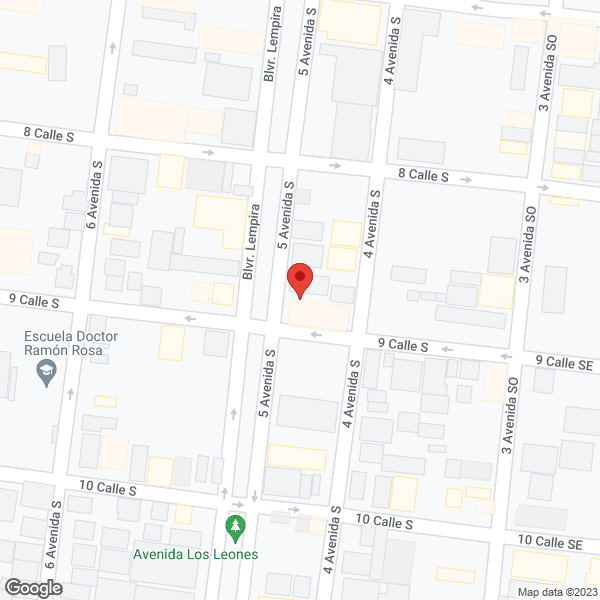 Blvr. Lempira
5 Avenida S
4 Avenida S
3 Avenida SO
6 Avenida S
8 Calle S
8 Calle S
6 Avenida S
5 Avenida S
4 Avenida S
Blvr. Lempira
3 Avenida SO
9 Calle S
9 Calle S
9 Calle SE
Escuela Doctor
Ramón Rosa
5 Avenida S
4 Avenida S
3 Avenida SO
10 Calle S
10 Calle S
10 Calle SE
6 Avenida S
4 Avenida S
Avenida Los Leones
Google
Map data ©2023